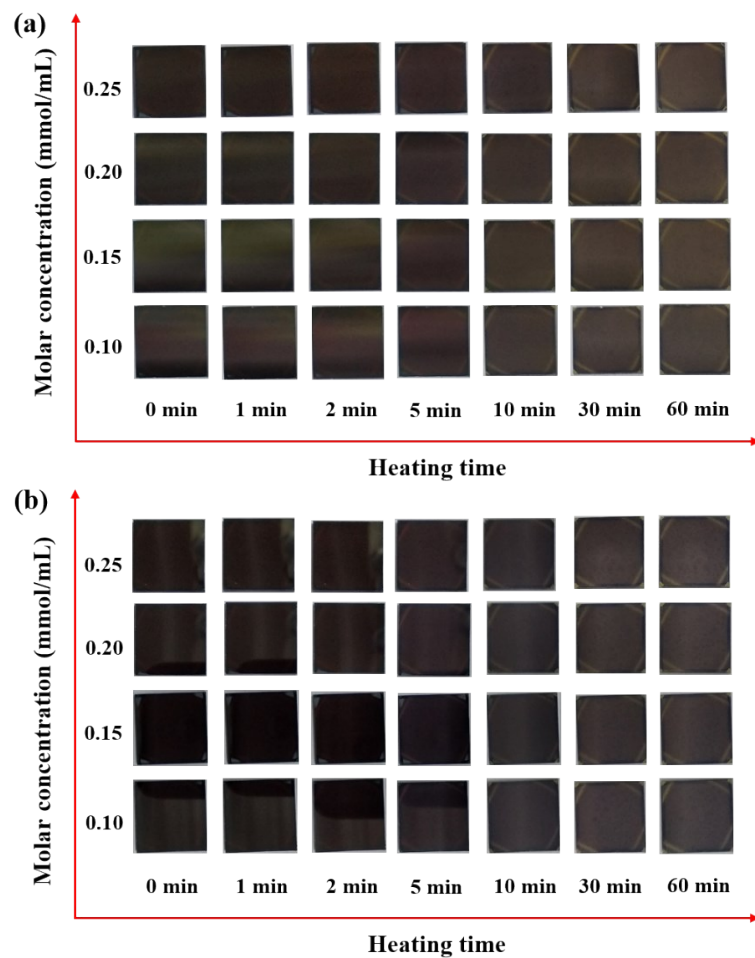 (a)
Molar concentration (mmol/mL)
0.25
0.20
0.15
0.10
0 min 1 min 2 min 5 min 10 min 30 min 60 min
Heating time
(b)
Molar concentration (mmol/mL)
0.25
0.20
0.15
0.10
0 min 1 min 2 min 5 min 10 min 30 min 60 min
Heating time